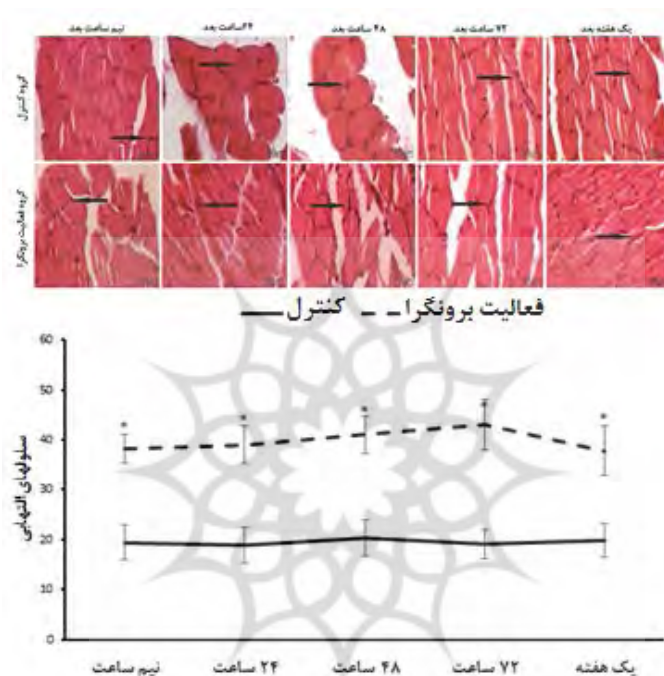 نیم ساعت بعد ۲۴ساعت بعد ۴۸ ساعت بعد ۷۲ ساعت بعد یک هفته بعد
گروه کنترل
گروه فعالیت برونگرا
کنترل فعالیت برونگرا
60
50
40
30
20
10
0
سلولهای التهابی
* * * * *
نیم ساعت ۲۴ ساعت ۴۸ ساعت ۷۲ ساعت یک هفته